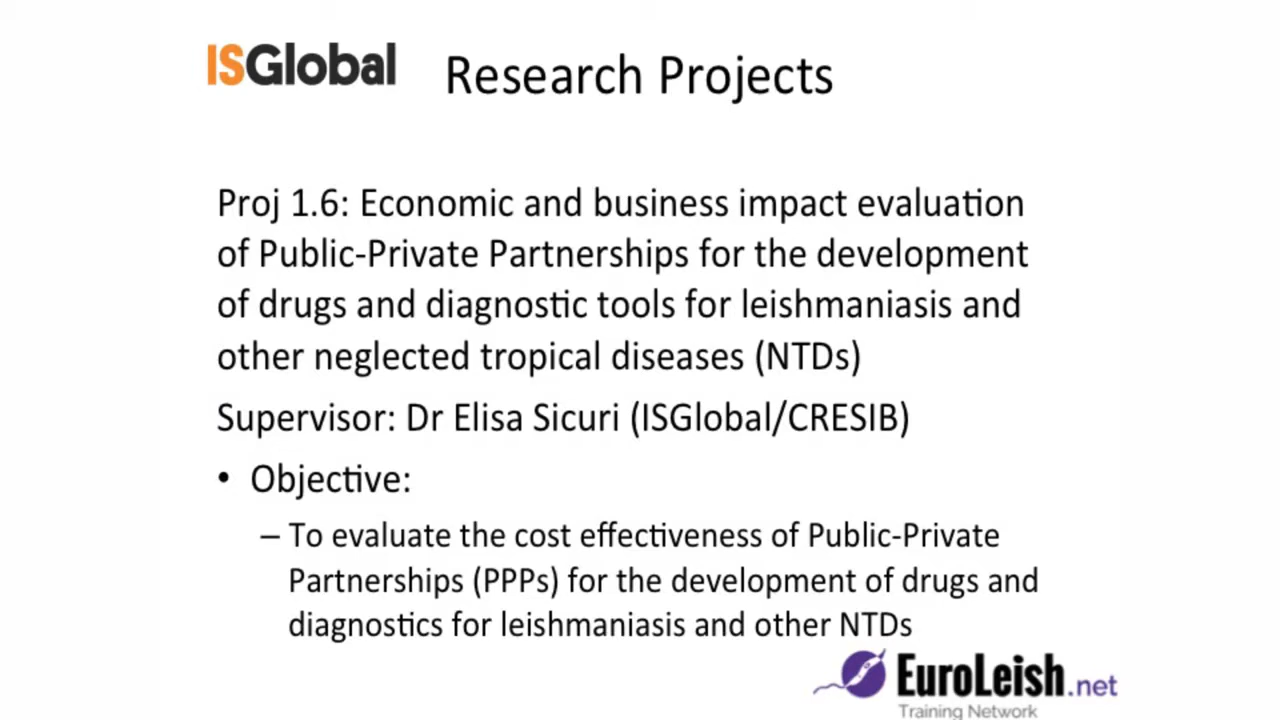 ISGlobal
Research Projects
Proj 1.6: Economic and business impact evaluation
of Public-Private Partnerships for the development
of drugs and diagnostic tools for leishmaniasis and
other neglected tropical diseases (NTDs)
Supervisor: Dr Elisa Sicuri (ISGlobal/CRESIB)
• Objective:
– To evaluate the cost effectiveness of Public-Private
Partnerships (PPPs) for the development of drugs and
diagnostics for leishmaniasis and other NTDs
EuroLeish.net
Training Network